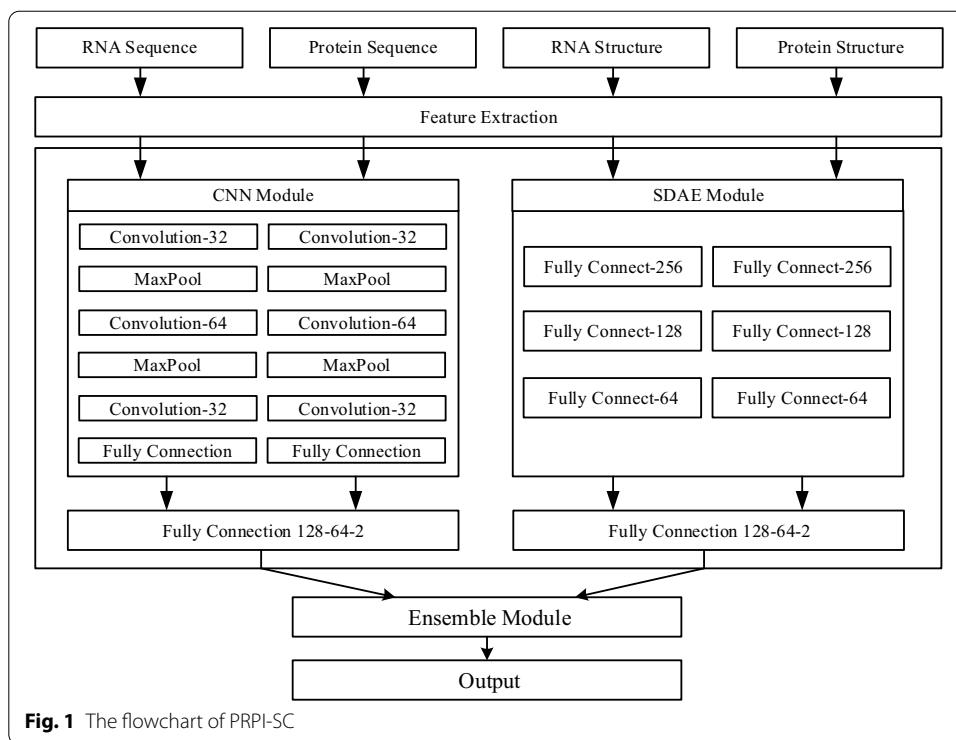 RNA Sequence
Protein Sequence
RNA Structure
Protein Structure
Feature Extraction
CNN Module
Convolution-32
Convolution-32
MaxPool
MaxPool
Convolution-64
Convolution-64
MaxPool
MaxPool
Convolution-32
Convolution-32
Fully Connection
Fully Connection
Fully Connection 128-64-2
SDAE Module
Fully Connect-256
Fully Connect-256
Fully Connect-128
Fully Connect-128
Fully Connect-64
Fully Connect-64
Fully Connection 128-64-2
Ensemble Module
Output
Fig. 1 The flowchart of PRPI-SC